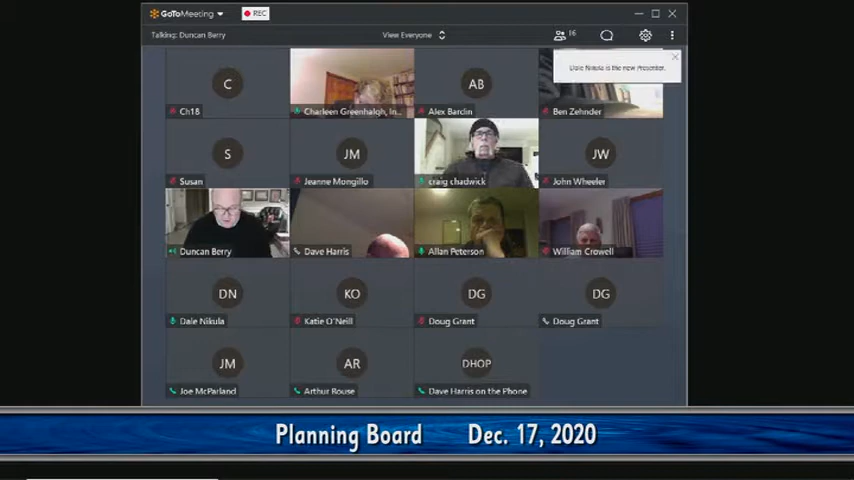 GoToMeeting
REC
Talking: Duncan Berry
View Everyone
16
Dale Nikula is the new Presenter.
C
Ch18
Charleen Greenhalgh, In...
AB
Alex Bardin
Ben Zehnder
S
Susan
JM
Jeanne Mongillo
craig chadwick
JW
John Wheeler
Duncan Berry
Dave Harris
Allan Peterson
William Crowell
DN
Dale Nikula
KO
Katie O'Neill
DG
Doug Grant
DG
Doug Grant
JM
Joe McParland
AR
Arthur Rouse
DHOP
Dave Harris on the Phone
Planning Board Dec. 17, 2020